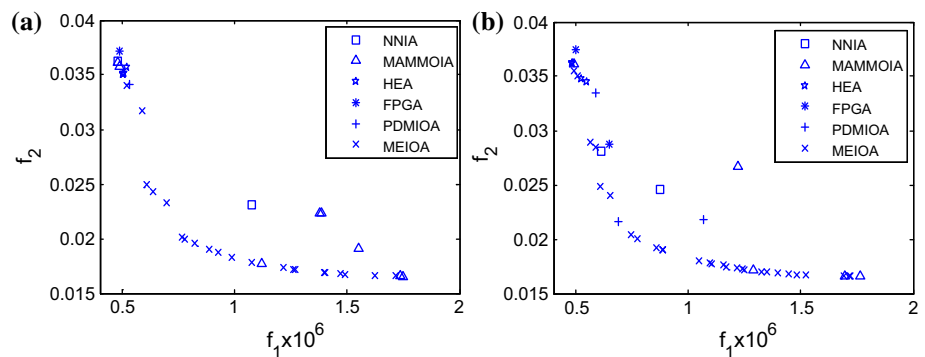 (a)
0.04
0.035
0.03
0.025
0.02
0.015
f2
0.5 1 1.5 2
f1x10^6
NNIA
MAMMOIA
HEA
FPGA
PDMIOA
MEIOA
(b)
0.04
0.035
0.03
0.025
0.02
0.015
f2
0.5 1 1.5 2
f1x10^6
NNIA
MAMMOIA
HEA
FPGA
PDMIOA
MEIOA